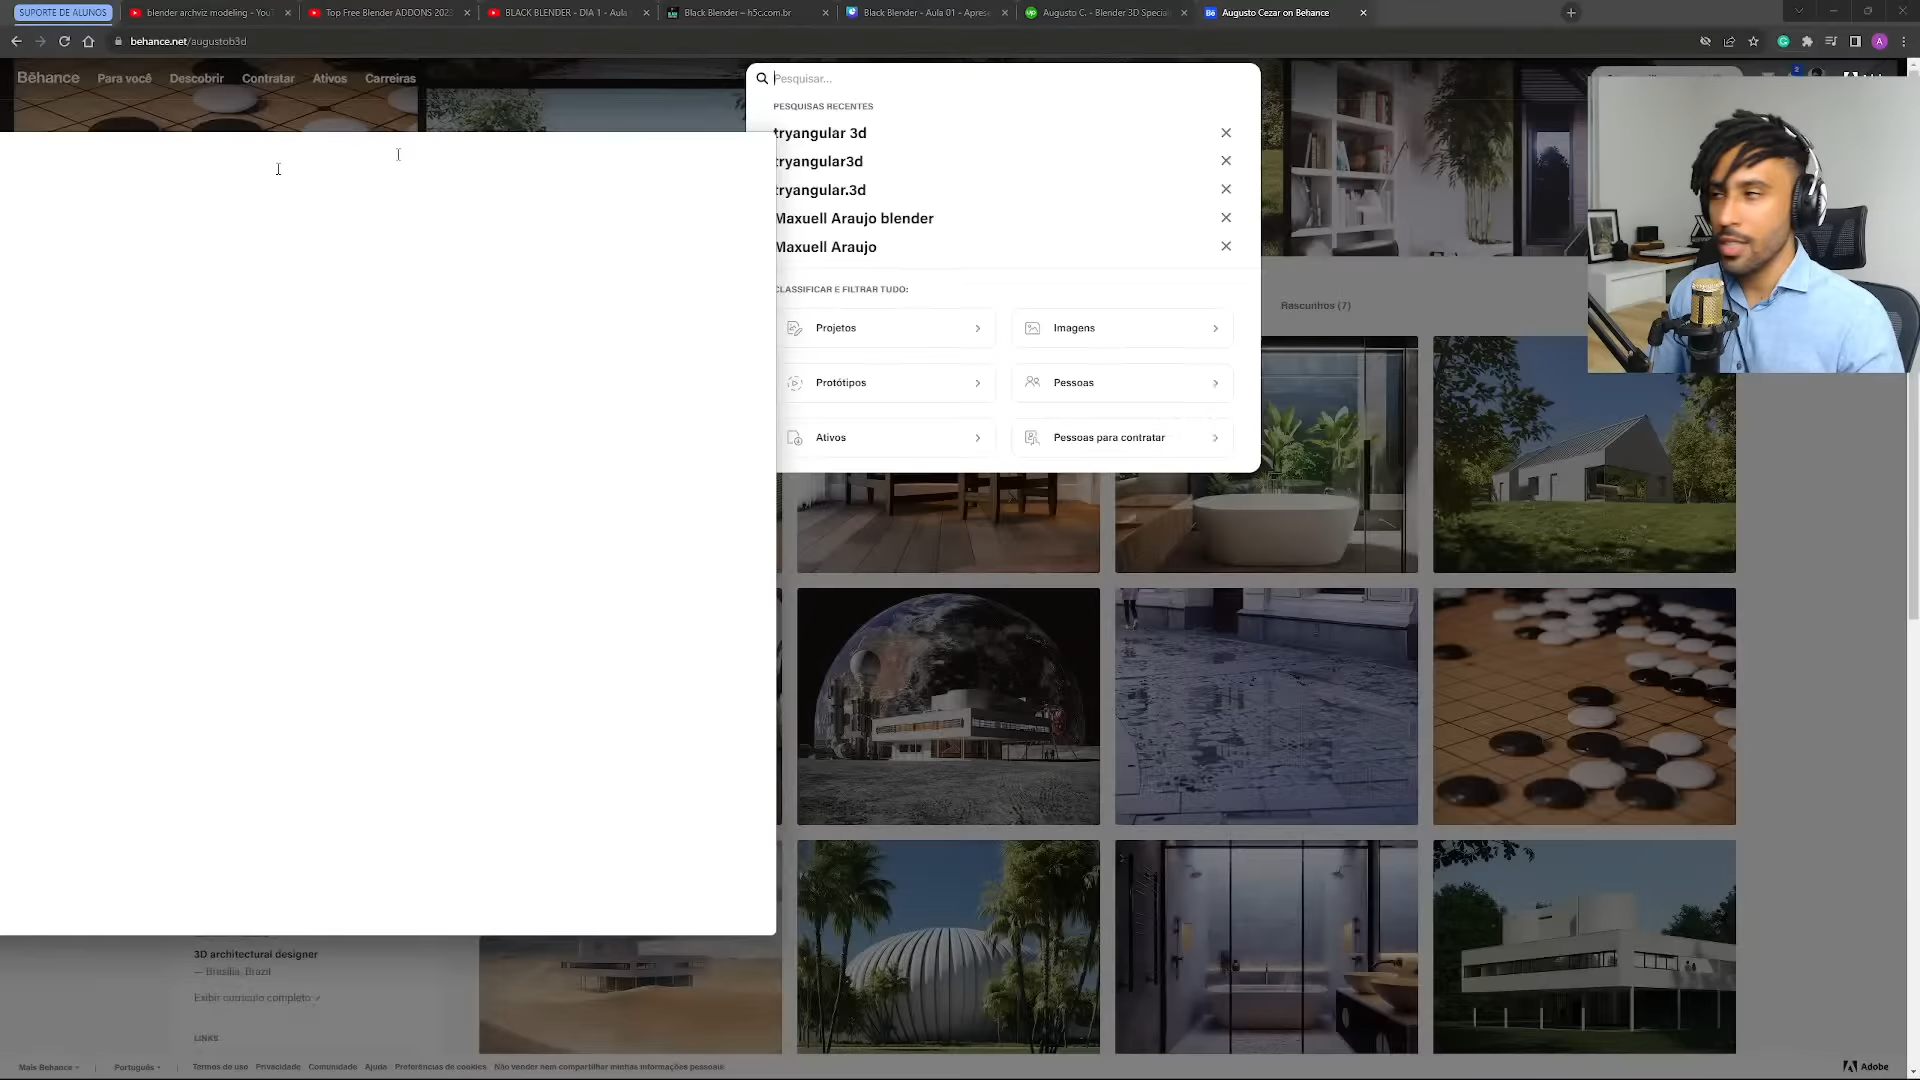 SUPORTE DE ALUNOS
blender archviz modeling - You
Top Free Blender ADDONS 2023
BLACK BLENDER - DIA 1 - Aula
Black Blender – h5c.com.br
Black Blender - Aula 01 - Aprese
Augusto C. - Blender 3D Special
Augusto Cezar on Behance
behance.net/augustob3d
A
Bēhance
Para você
Descobrir
Contratar
Ativos
Carreiras
Pesquisar...
2
PESQUISAS RECENTES
tryangular 3d
tryangular3d
tryangular.3d
Maxuell Araujo blender
Maxuell Araujo
CLASSIFICAR E FILTRAR TUDO:
Projetos
Imagens
Protótipos
Pessoas
Ativos
Pessoas para contratar
Rascunhos (7)
3D architectural designer
— Brasília, Brazil
Exibir currículo completo
LINKS
Mais Behance
Português
Termos de uso
Privacidade
Comunidade
Ajuda
Preferências de cookies
Não vender nem compartilhar minhas informações pessoais
Adobe